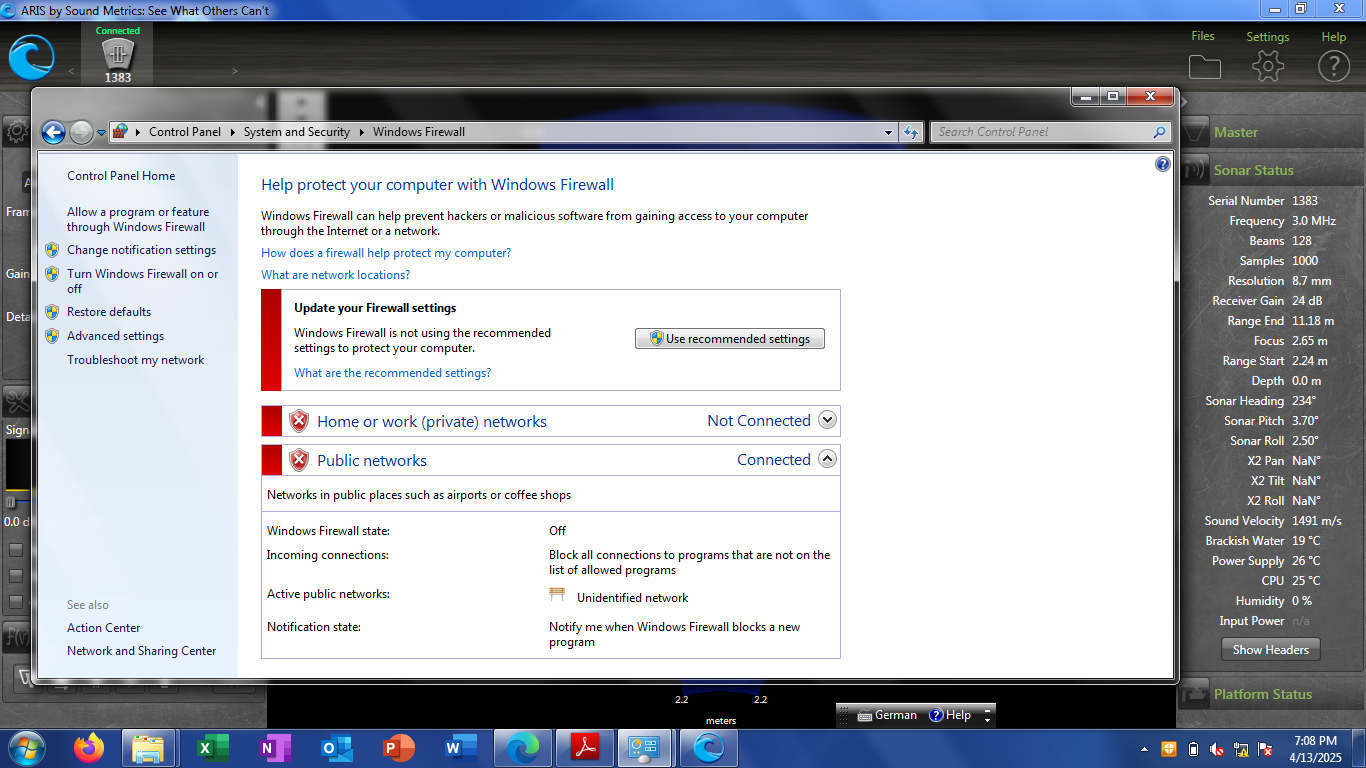 ARIS by Sound Metrics: See What Others Can't
Connected
1383
Files
Settings
Help
Control Panel
System and Security
Windows Firewall
Search Control Panel
Control Panel Home
Allow a program or feature
through Windows Firewall
Change notification settings
Turn Windows Firewall on or
off
Restore defaults
Advanced settings
Troubleshoot my network
See also
Action Center
Network and Sharing Center
Help protect your computer with Windows Firewall
Windows Firewall can help prevent hackers or malicious software from gaining access to your computer
through the Internet or a network.
How does a firewall help protect my computer?
What are network locations?
Update your Firewall settings
Windows Firewall is not using the recommended
settings to protect your computer.
Use recommended settings
What are the recommended settings?
Home or work (private) networks Not Connected
Public networks Connected
Networks in public places such as airports or coffee shops
Windows Firewall state: Off
Incoming connections: Block all connections to programs that are not on the
list of allowed programs
Active public networks: Unidentified network
Notification state: Notify me when Windows Firewall blocks a new
program
Master
Sonar Status
Serial Number 1383
Frequency 3.0 MHz
Beams 128
Samples 1000
Resolution 8.7 mm
Receiver Gain 24 dB
Range End 11.18 m
Focus 2.65 m
Range Start 2.24 m
Depth 0.0 m
Sonar Heading 234°
Sonar Pitch 3.70°
Sonar Roll 2.50°
X2 Pan NaN°
X2 Tilt NaN°
X2 Roll NaN°
Sound Velocity 1491 m/s
Brackish Water 19 °C
Power Supply 26 °C
CPU 25 °C
Humidity 0 %
Input Power n/a
Show Headers
Platform Status
2.2 2.2
meters
German Help
7:08 PM
4/13/2025